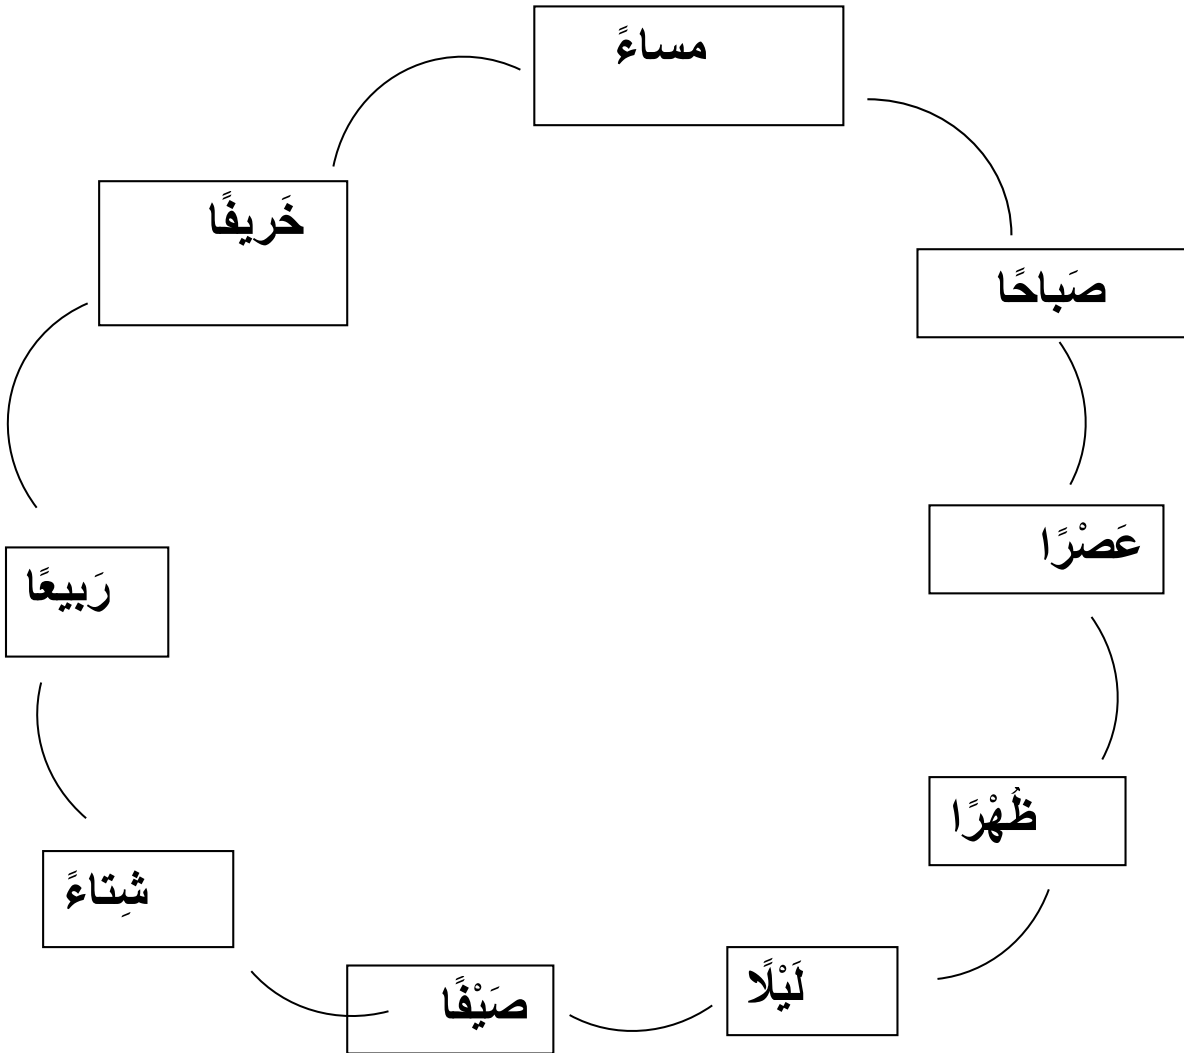 مساءً
صَباحًا
عَصْرًا
ظُهْرًا
لَيْلًا
صَيْفًا
شِتاءً
رَبيعًا
خَريفًا